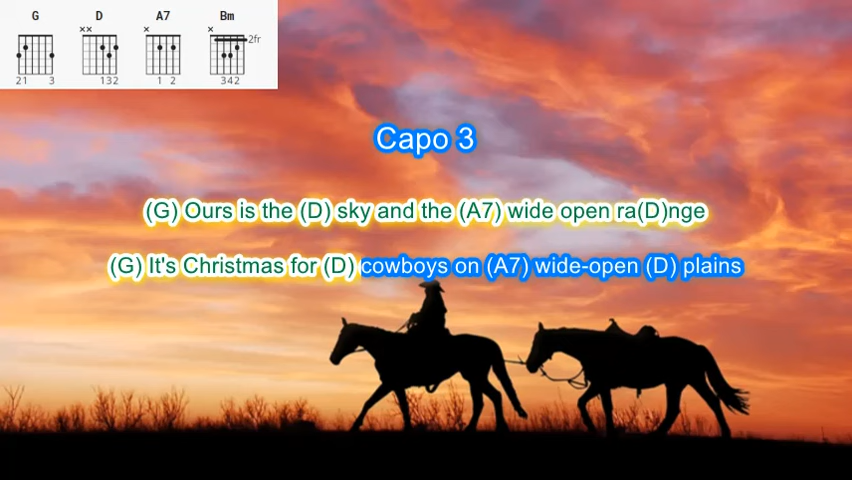 G D A7 Bm
×× × ×
2fr
21 3 132 1 2 342
Capo 3
(G) Ours is the (D) sky and the (A7) wide open ra(D)nge
(G) It's Christmas for (D) cowboys on (A7) wide-open (D) plains